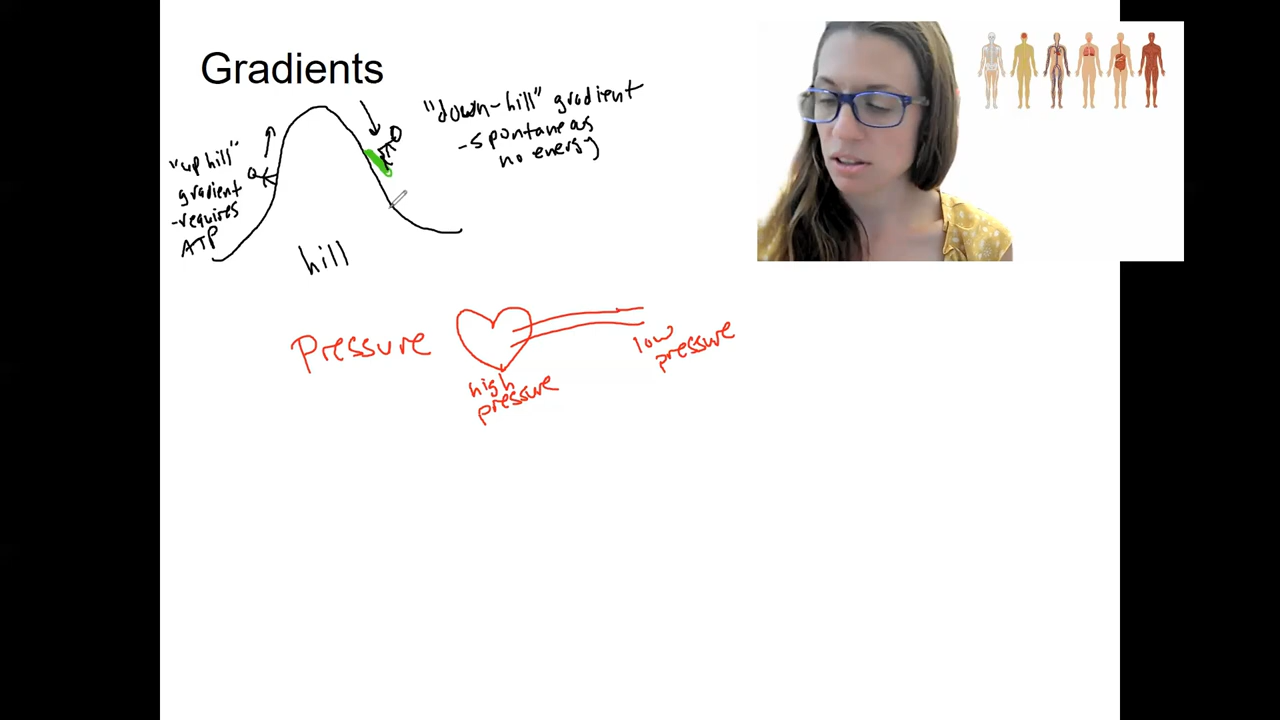 Gradients
"up hill"
gradient
-requires
ATP
"down-hill" gradient
-spontaneous
no energy
hill
Pressure
high
pressure
low
pressure